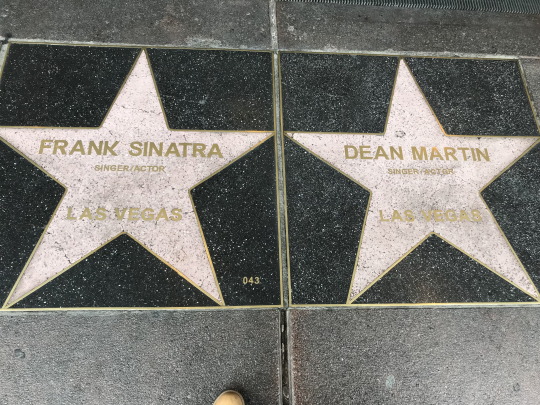 FRANK SINATRA
SINGER/ACTOR
LAS VEGAS
043
DEAN MARTIN
SINGER/ACTOR
LAS VEGAS